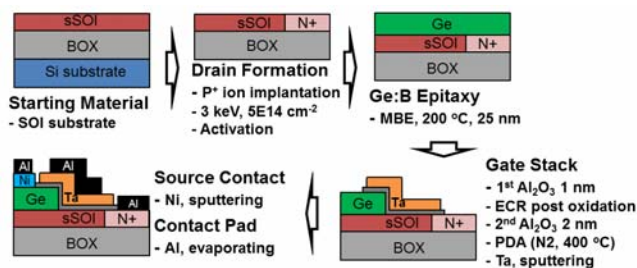 sSOI
BOX
Si substrate
Starting Material
- SOI substrate
sSOI N+
BOX
Drain Formation
- P⁺ ion implantation
- 3 keV, 5E14 cm⁻²
- Activation
Ge
sSOI N+
BOX
Ge:B Epitaxy
- MBE, 200 ºC, 25 nm
Gate Stack
- 1ˢᵗ Al₂O₃ 1 nm
- ECR post oxidation
- 2ⁿᵈ Al₂O₃ 2 nm
- PDA (N2, 400 ºC)
- Ta, sputtering
Ta
Ge
sSOI N+
BOX
Source Contact
- Ni, sputtering
Contact Pad
- Al, evaporating
Al Al
Ni Ta Al
Ge
sSOI N+
BOX